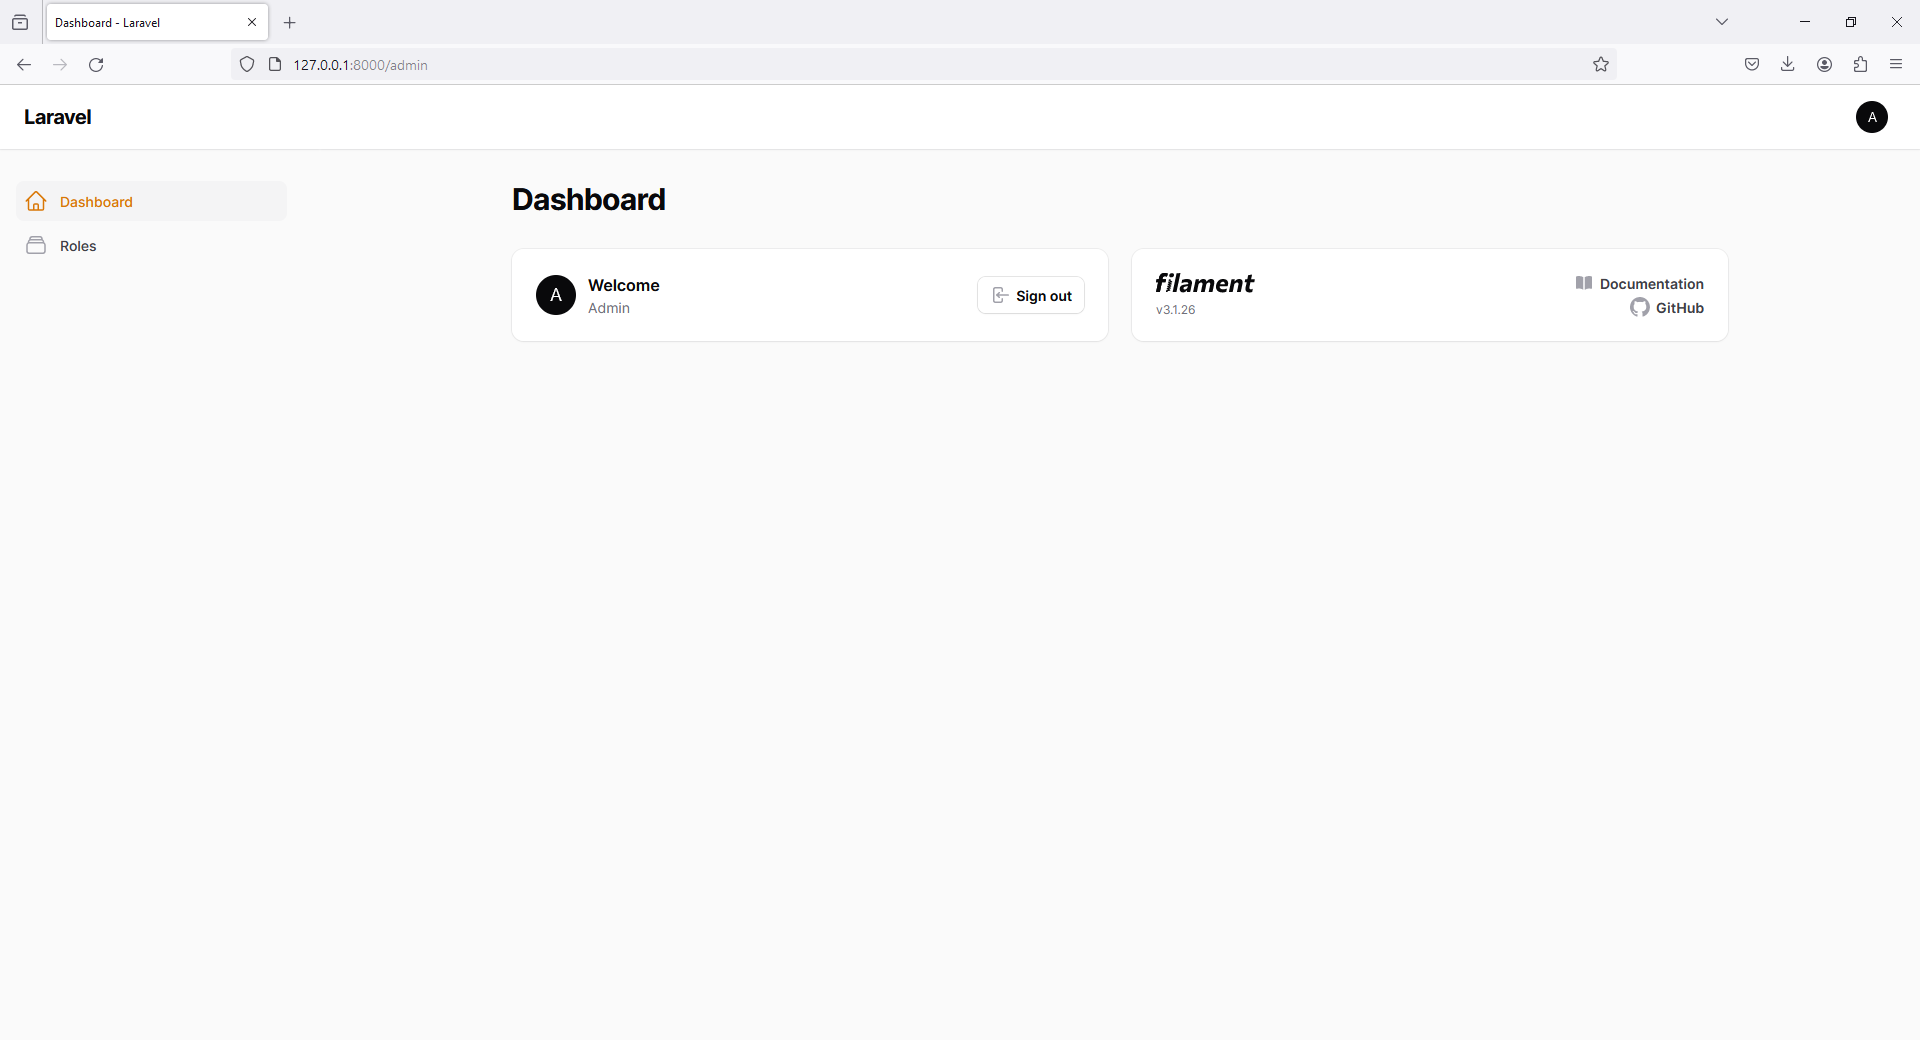 Dashboard - Laravel
127.0.0.1:8000/admin
Laravel
A
Dashboard
Roles
Dashboard
A
Welcome
Admin
Sign out
filament
v3.1.26
Documentation
GitHub